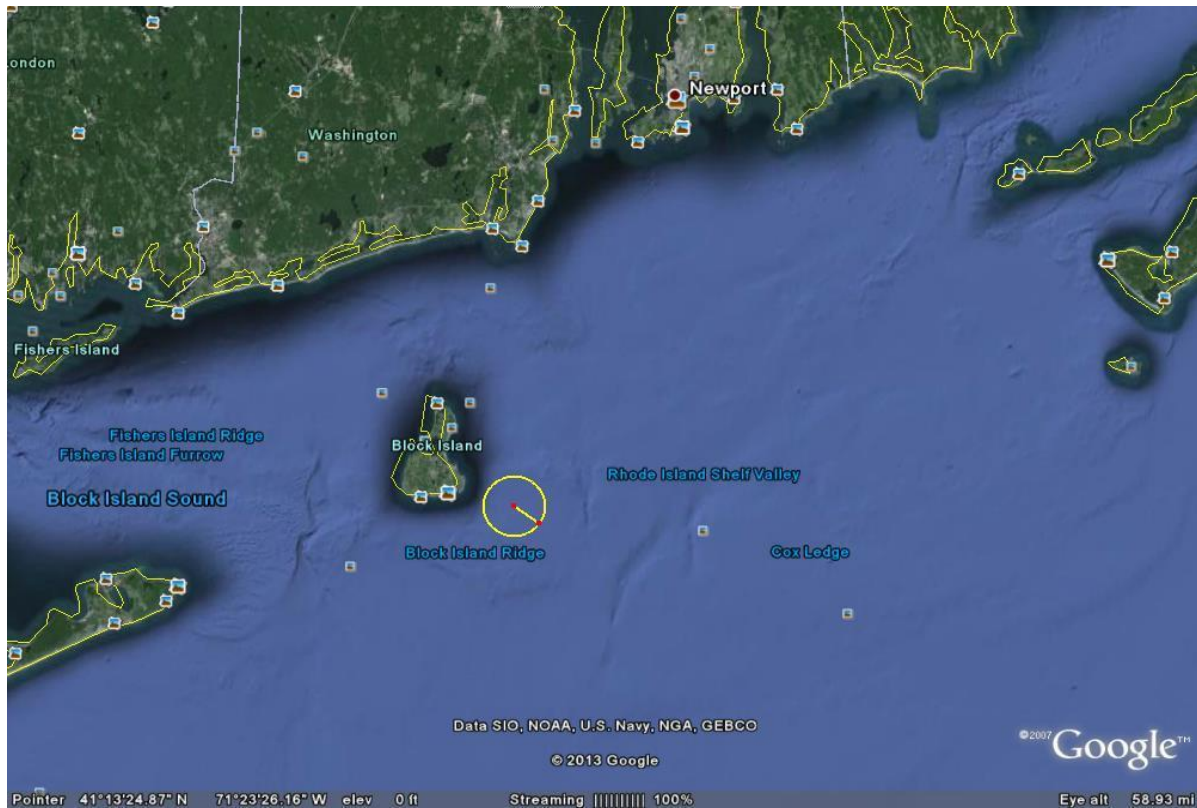 ondon
Newport
Washington
Fishers Island
Fishers Island Ridge
Block Island
Fishers Island Furrow
Rhode Island Shelf Valley
Block Island Sound
Block Island Ridge
Cox Ledge
Data SIO, NOAA, U.S. Navy, NGA, GEBCO
© 2013 Google
©2007 Google™
Pointer 41°13'24.87" N 71°23'26.16" W elev 0 ft Streaming |||||||||| 100% Eye alt 58.93 mi